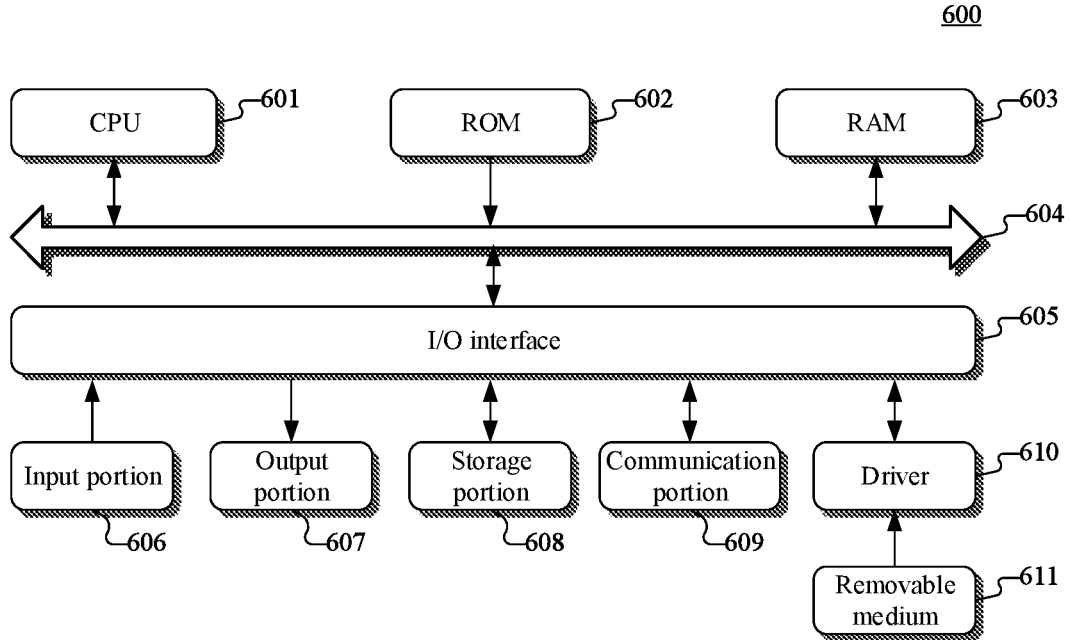 600
CPU
601
ROM
602
RAM
603
604
I/O interface
605
Input portion
606
Output
portion
607
Storage
portion
608
Communication
portion
609
Driver
610
Removable
medium
611